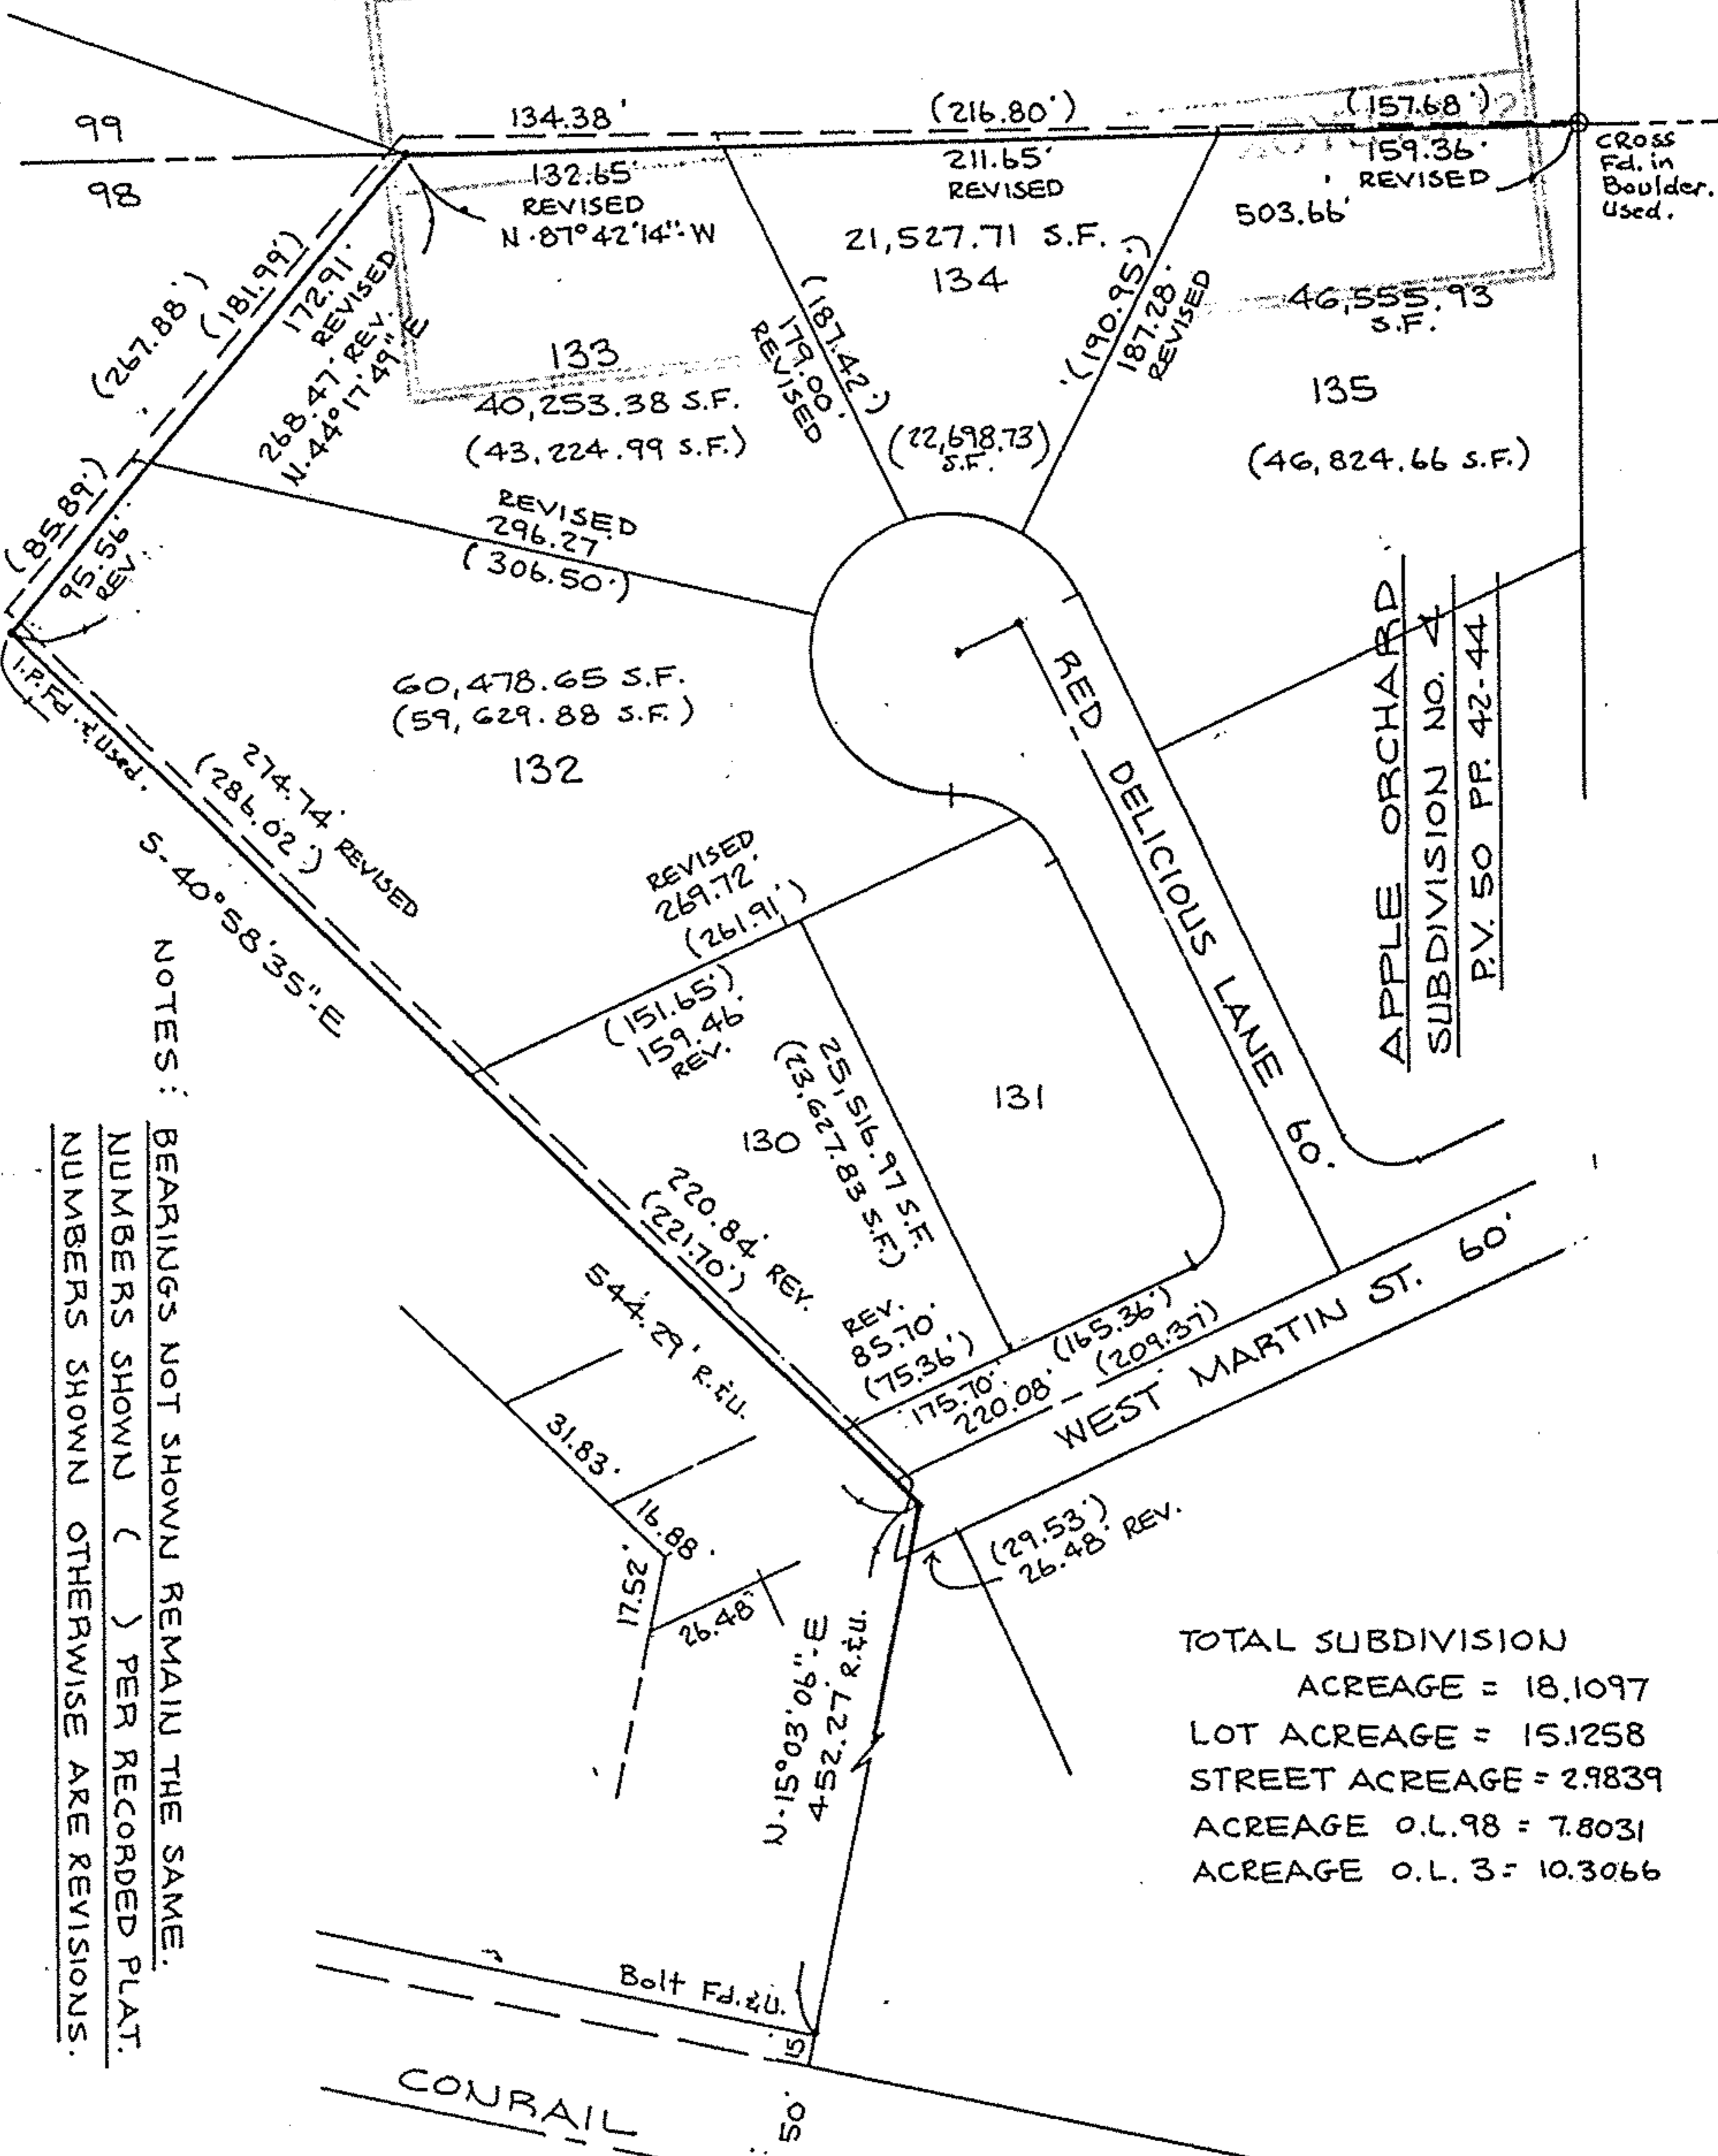 99
98
134.38'
(216.80')
(157.68')
132.65'
REVISED
N-87°42'14"-W
211.65'
REVISED
159.36'
REVISED
503.66'
CROSS
Fd. in
Boulder.
Used.
21,527.71 S.F.
134
(22,698.73)
S.F.
46,555.93
S.F.
135
(46,824.66 S.F.)
(187.42')
179.00'
REVISED
(190.95')
187.28'
REVISED
133
40,253.38 S.F.
(43,224.99 S.F.)
(267.88')
(181.99')
172.91'
REVISED
268.47' REV.
N-44°17'49"-E
(85.89')
95.56'
REV.
REVISED
296.27'
(306.50')
I.P. Fd. & Used.
60,478.65 S.F.
(59,629.88 S.F.)
132
274.74' REVISED
(286.02')
S-40°58'35"-E
REVISED
269.72'
(261.91')
(151.65')
159.46'
REV.
25,516.97 S.F.
(23,627.83 S.F.)
130
131
RED DELICIOUS LANE 60'
APPLE ORCHARD
SUBDIVISION NO. 4
P.V. 50 PP. 42-44
220.84' REV.
(221.70')
544.29' R.&U.
REV.
85.70'
(75.36')
175.70' (165.36')
220.08' (209.37')
WEST MARTIN ST. 60'
(29.53')
26.48' REV.
31.83'
16.88'
17.52'
26.48'
N-15°03'06"-E
452.27' R.&U.
NOTES: BEARINGS NOT SHOWN REMAIN THE SAME.
NUMBERS SHOWN ( ) PER RECORDED PLAT.
NUMBERS SHOWN OTHERWISE ARE REVISIONS.
TOTAL SUBDIVISION
ACREAGE = 18.1097
LOT ACREAGE = 15.1258
STREET ACREAGE = 2.9839
ACREAGE O.L.98 = 7.8031
ACREAGE O.L. 3 = 10.3066
Bolt Fd.&U.
15'
50'
CONRAIL